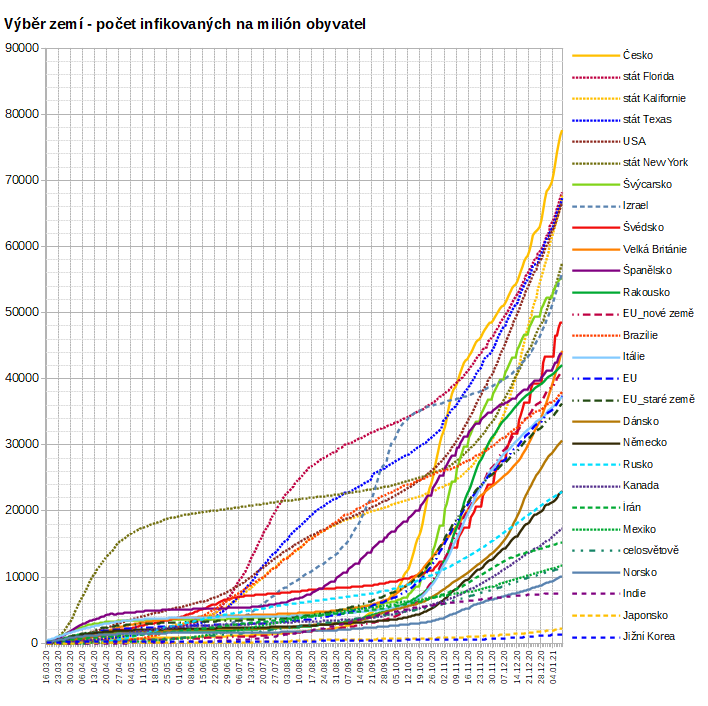 Výběr zemí - počet infikovaných na milión obyvatel
90000
80000
70000
60000
50000
40000
30000
20000
10000
0
Česko
stát Florida
stát Kalifornie
stát Texas
USA
stát New York
Švýcarsko
Izrael
Švédsko
Velká Británie
Španělsko
Rakousko
EU_nové země
Brazílie
Itálie
EU
EU_staré země
Dánsko
Německo
Rusko
Kanada
Irán
Mexiko
celosvětově
Norsko
Indie
Japonsko
Jižní Korea
16.03.20
23.03.20
30.03.20
06.04.20
13.04.20
20.04.20
27.04.20
04.05.20
11.05.20
18.05.20
25.05.20
01.06.20
08.06.20
15.06.20
22.06.20
29.06.20
06.07.20
13.07.20
20.07.20
27.07.20
03.08.20
10.08.20
17.08.20
24.08.20
31.08.20
07.09.20
14.09.20
21.09.20
28.09.20
05.10.20
12.10.20
19.10.20
26.10.20
02.11.20
09.11.20
16.11.20
23.11.20
30.11.20
07.12.20
14.12.20
21.12.20
28.12.20
04.01.21